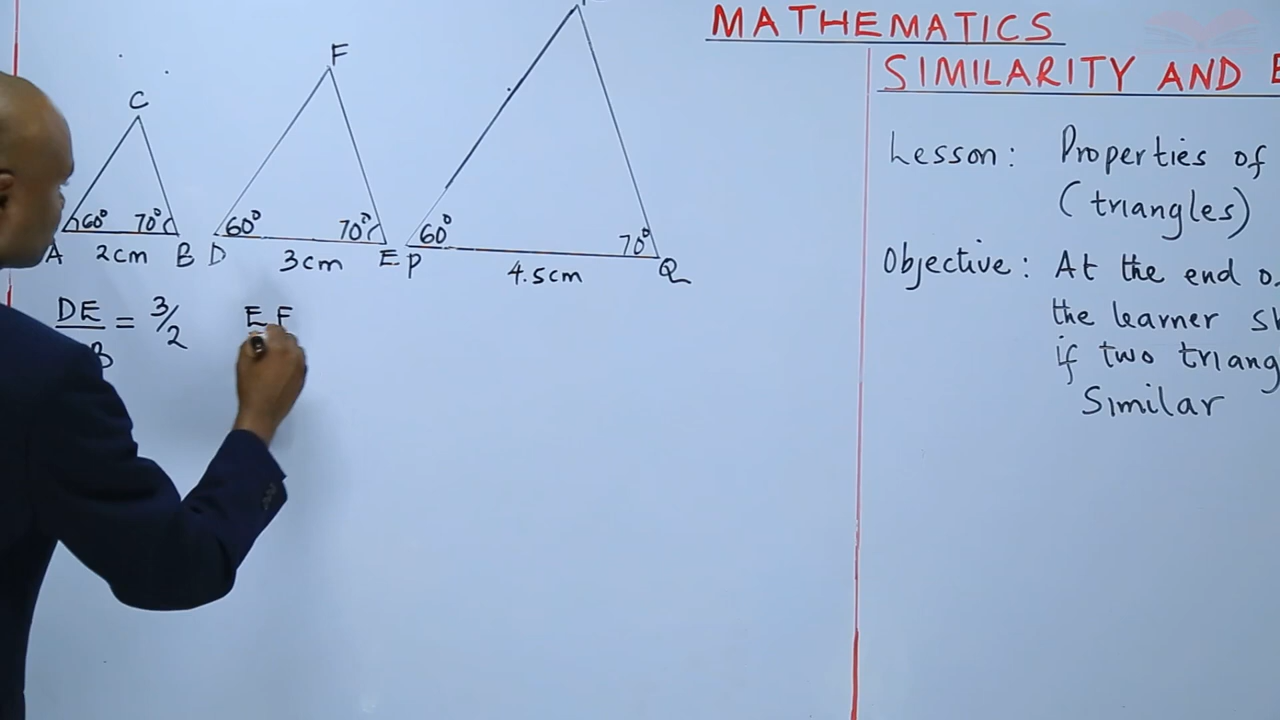 MATHEMATICS
SIMILARITY AND
Lesson: Properties of
(triangles)
Objective: At the end
the learner
if two
Similar
C
F
60° 70°
60° 70°
60° 70°
A 2cm B D 3cm E P 4.5cm Q
DE = 3/2 EF
B